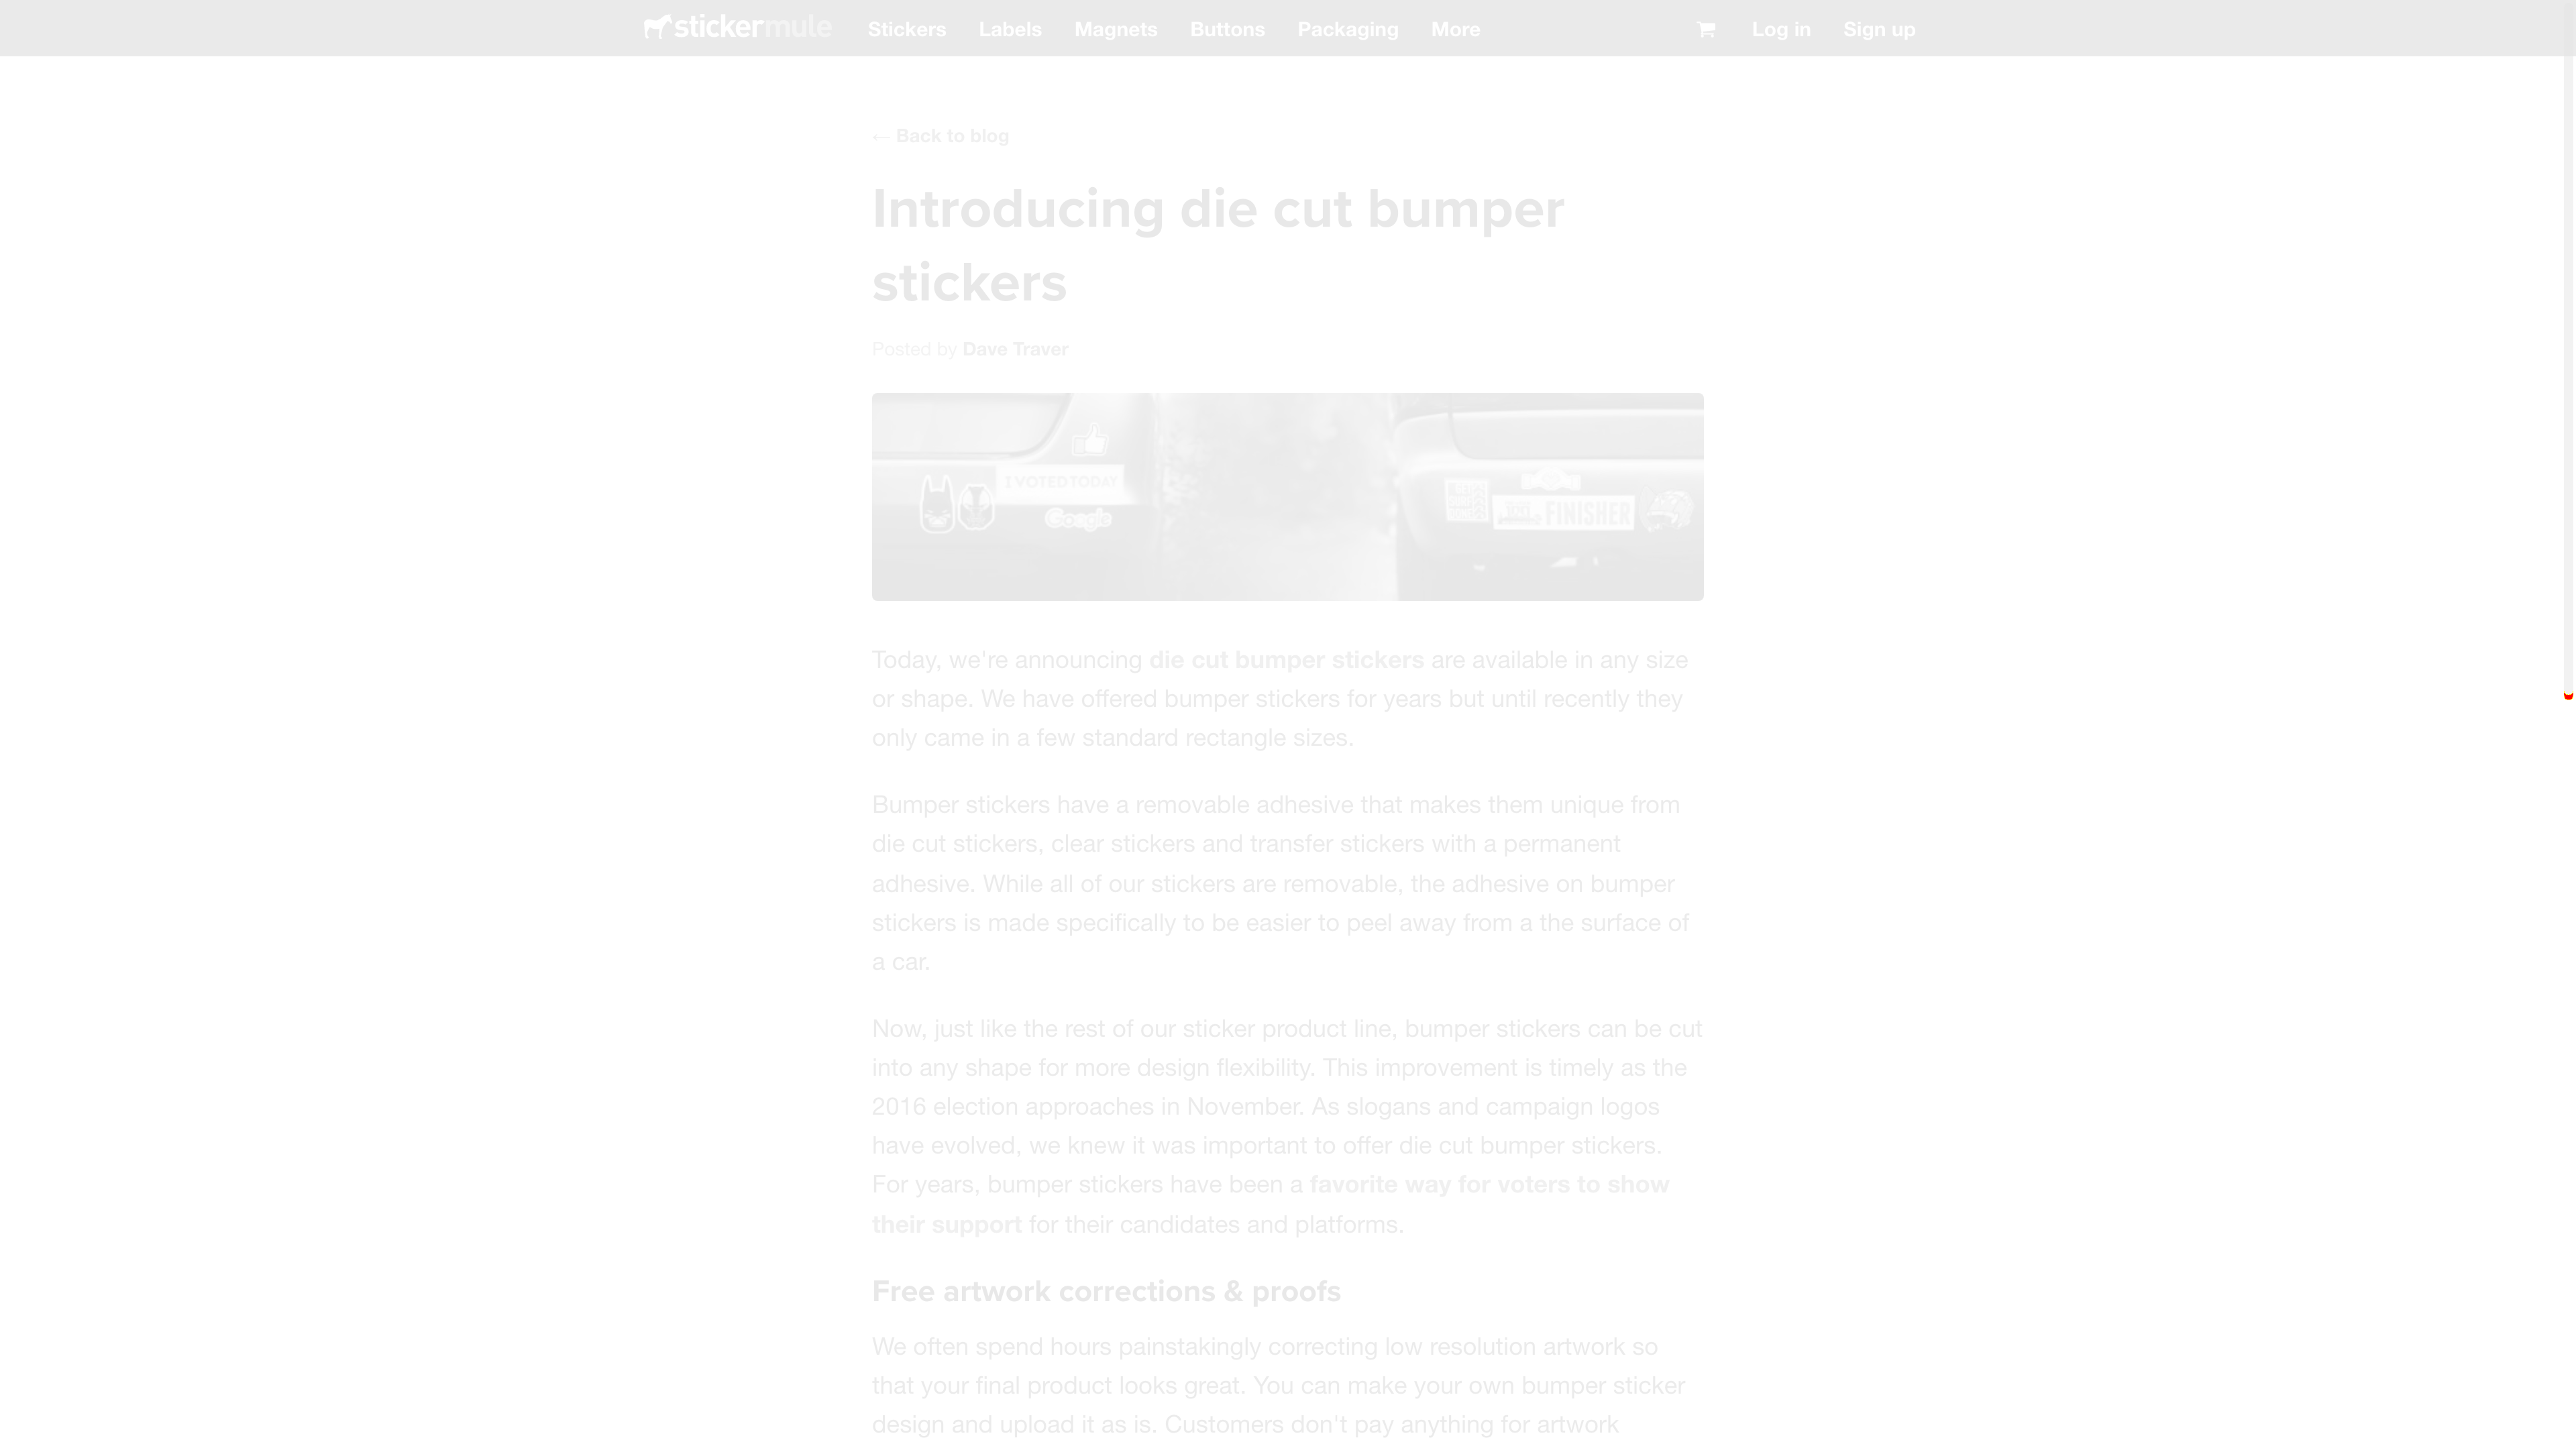 stickermule Stickers Labels Magnets Buttons Packaging More Log in Sign up
← Back to blog
Introducing die cut bumper
stickers
Posted by Dave Traver
I VOTED TODAY
Google
FINISHER
Today, we're announcing die cut bumper stickers are available in any size
or shape. We have offered bumper stickers for years but until recently they
only came in a few standard rectangle sizes.
Bumper stickers have a removable adhesive that makes them unique from
die cut stickers, clear stickers and transfer stickers with a permanent
adhesive. While all of our stickers are removable, the adhesive on bumper
stickers is made specifically to be easier to peel away from a the surface of
a car.
Now, just like the rest of our sticker product line, bumper stickers can be cut
into any shape for more design flexibility. This improvement is timely as the
2016 election approaches in November. As slogans and campaign logos
have evolved, we knew it was important to offer die cut bumper stickers.
For years, bumper stickers have been a favorite way for voters to show
their support for their candidates and platforms.
Free artwork corrections & proofs
We often spend hours painstakingly correcting low resolution artwork so
that your final product looks great. You can make your own bumper sticker
design and upload it as is. Customers don't pay anything for artwork